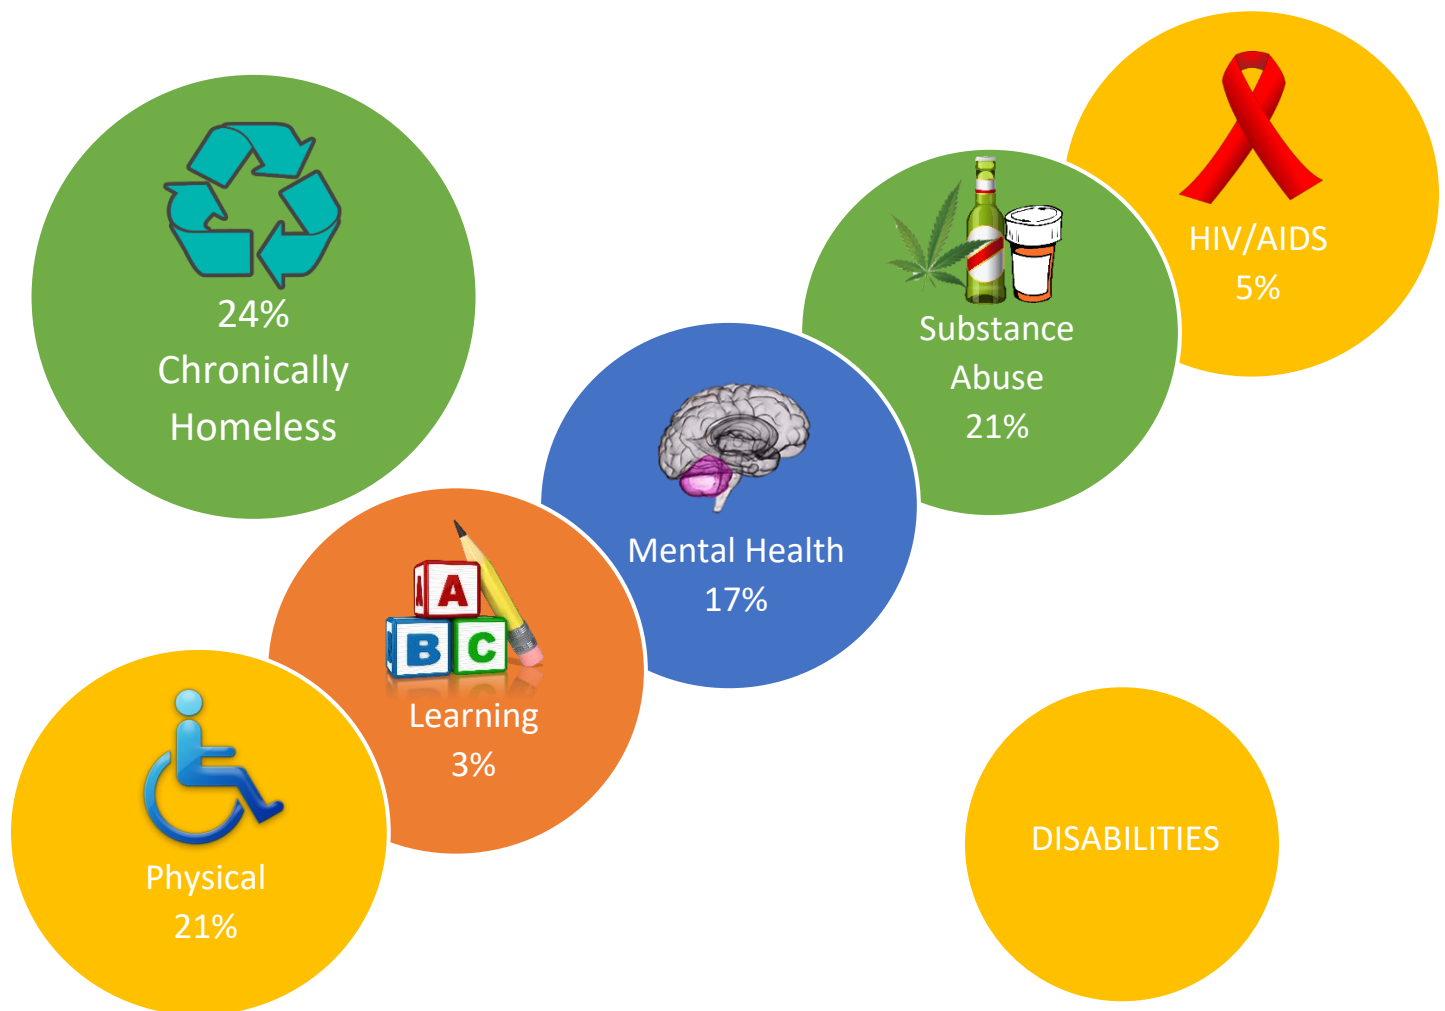 HIV/AIDS
5%
24%
Chronically
Homeless
Substance
Abuse
21%
Mental Health
17%
A
A
B
C
Learning
3%
Physical
21%
DISABILITIES